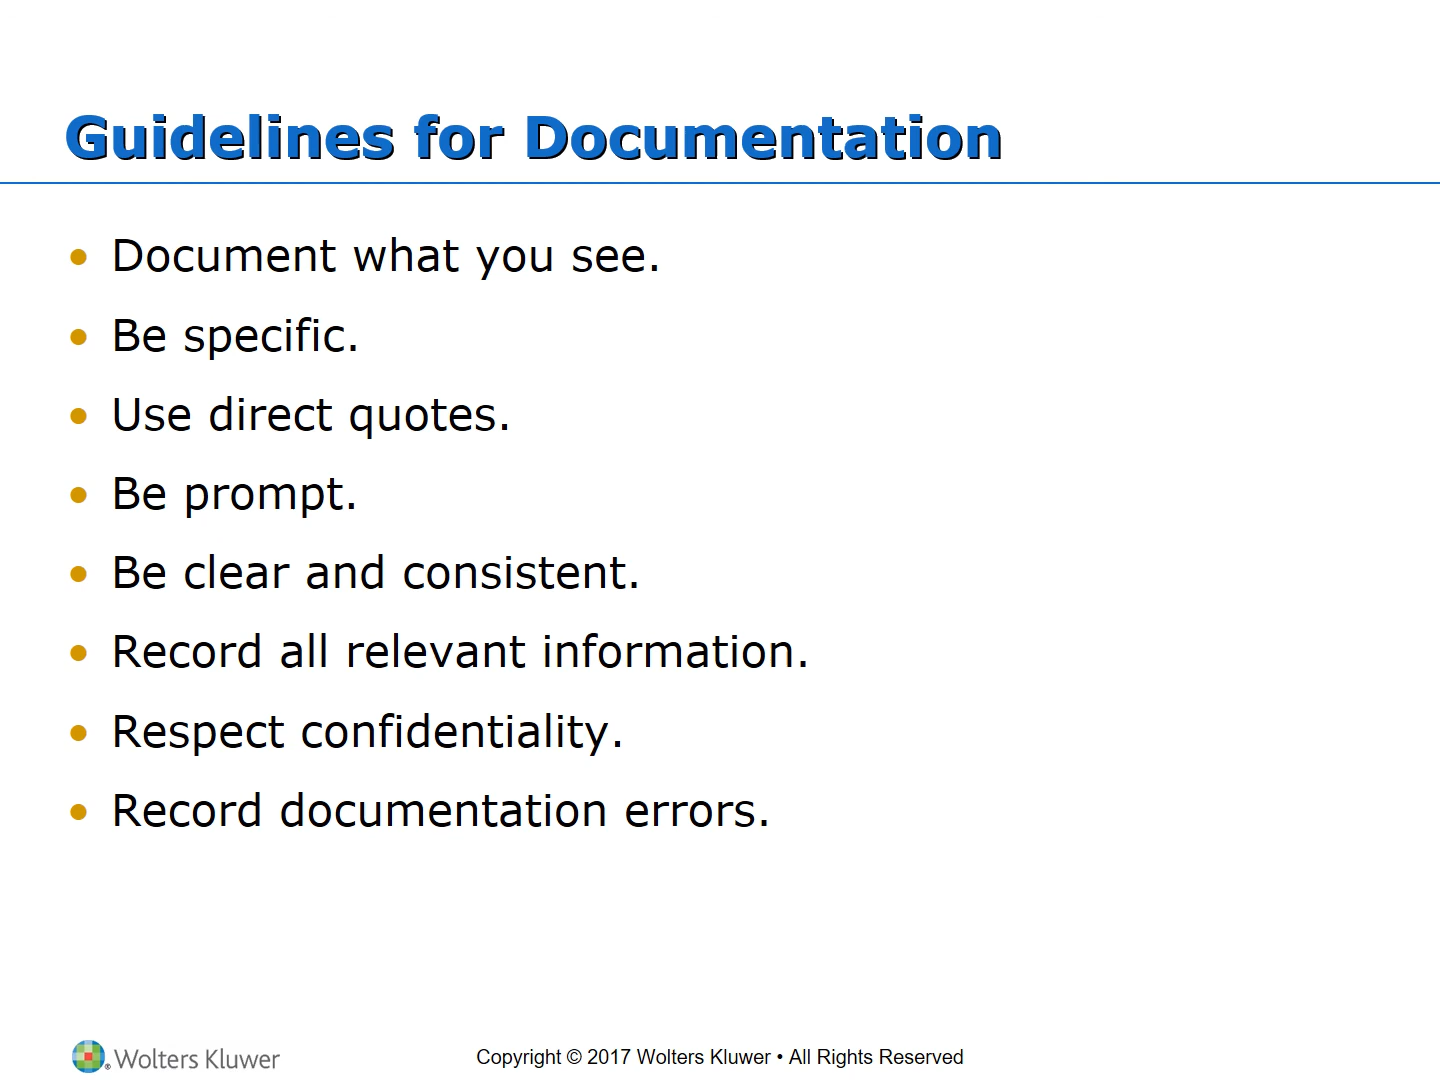 Guidelines for Documentation
• Document what you see.
• Be specific.
• Use direct quotes.
• Be prompt.
• Be clear and consistent.
• Record all relevant information.
• Respect confidentiality.
• Record documentation errors.
® Wolters Kluwer
Copyright © 2017 Wolters Kluwer • All Rights Reserved